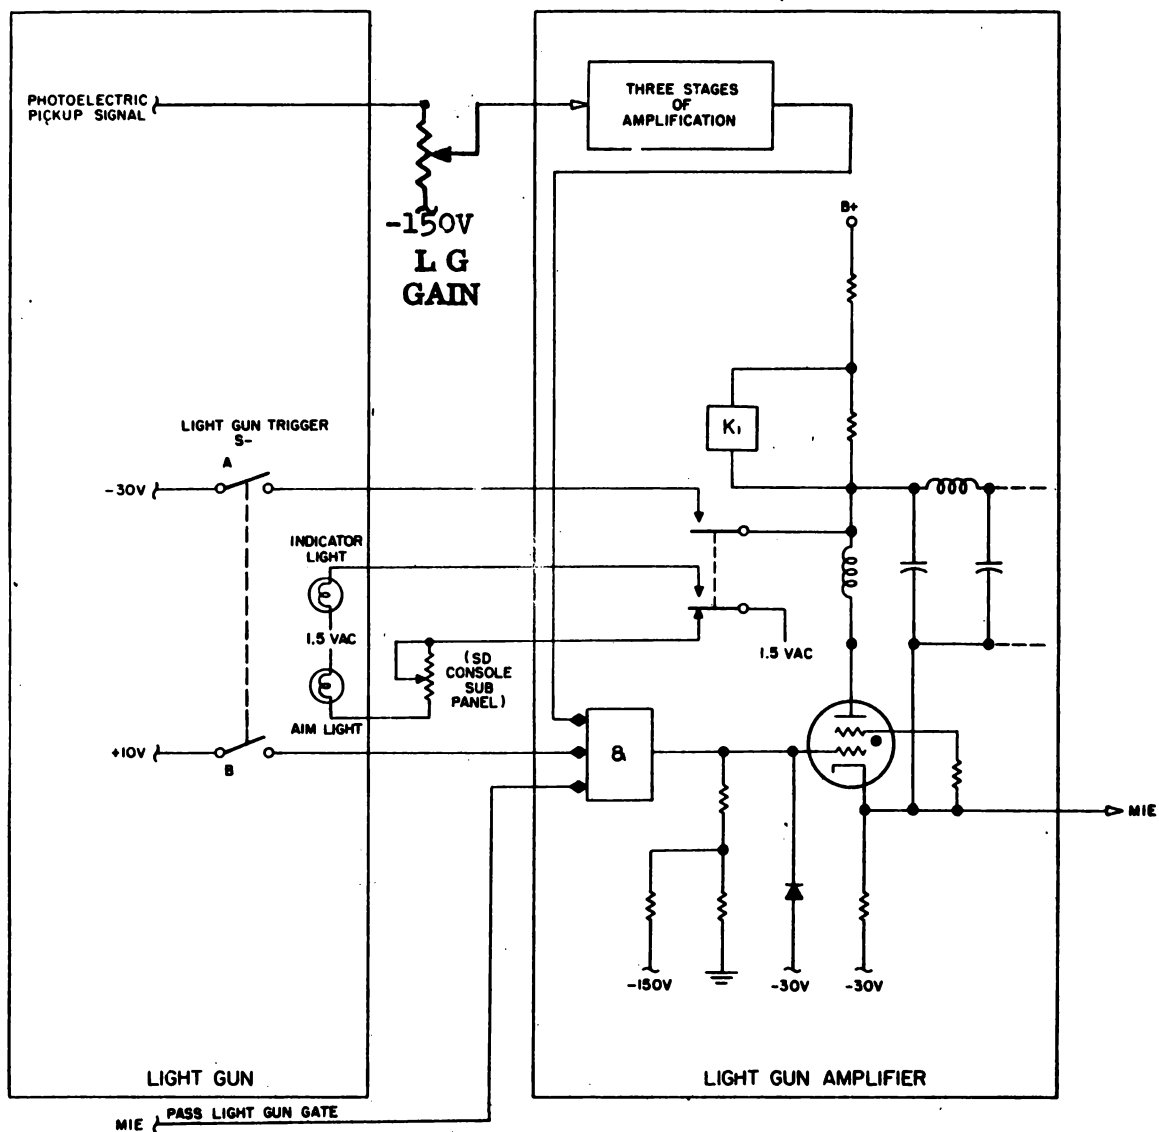 PHOTOELECTRIC
PICKUP SIGNAL
THREE STAGES
OF
AMPLIFICATION
-150V
L G
GAIN
B+
K1
LIGHT GUN TRIGGER
S-
A
-30V
INDICATOR
LIGHT
1.5 VAC
AIM LIGHT
(SD
CONSOLE
SUB
PANEL)
1.5 VAC
+10V
B
&
MIE
-150V
-30V
-30V
LIGHT GUN
LIGHT GUN AMPLIFIER
MIE
PASS LIGHT GUN GATE